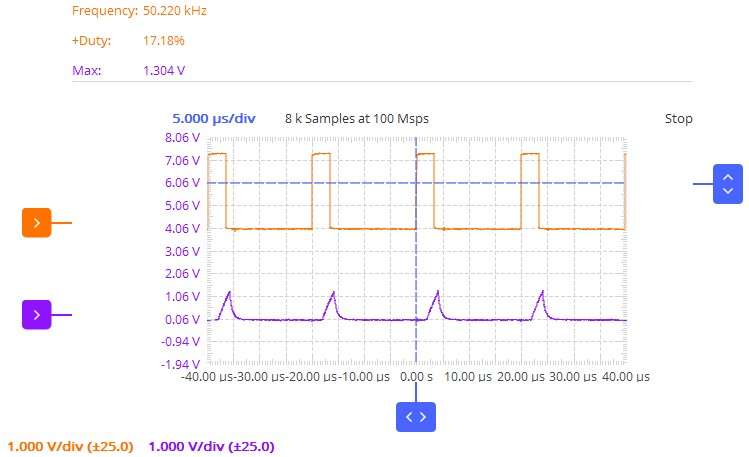 Frequency: 50.220 kHz
+Duty: 17.18%
Max: 1.304 V
5.000 µs/div 8 k Samples at 100 Msps Stop
8.06 V
7.06 V
6.06 V
5.06 V
4.06 V
3.06 V
2.06 V
1.06 V
0.06 V
-0.94 V
-1.94 V
-40.00 µs -30.00 µs -20.00 µs -10.00 µs 0.00 s 10.00 µs 20.00 µs 30.00 µs 40.00 µs
1.000 V/div (±25.0) 1.000 V/div (±25.0)